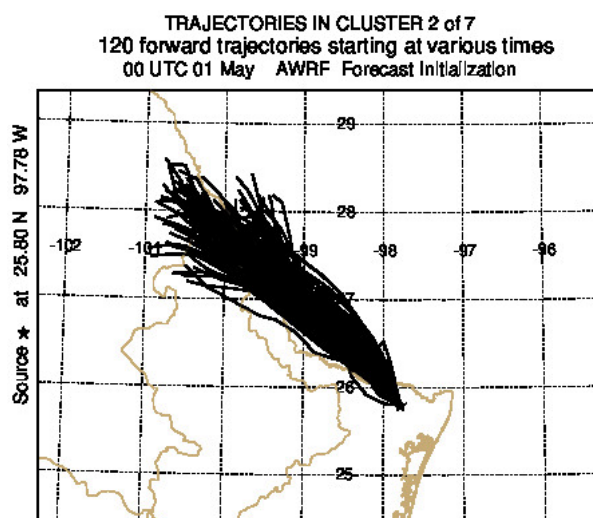 TRAJECTORIES IN CLUSTER 2 of 7
120 forward trajectories starting at various times
00 UTC 01 May AWRF Forecast Initialization
Source ★ at 25.80 N 97.78 W
29
28
-102 -101 -99 -98 -97 -96
27
26
25